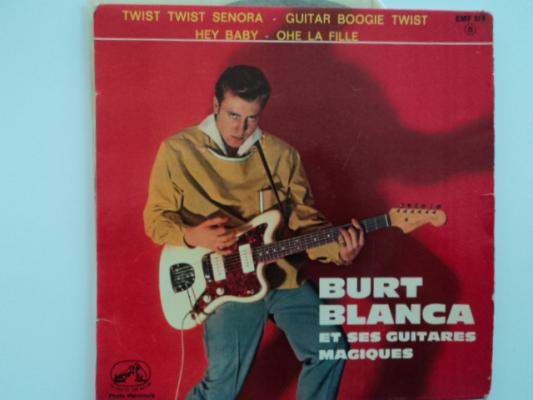 TWIST TWIST SENORA - GUITAR BOOGIE TWIST
HEY BABY - OHE LA FILLE
BURT
BLANCA
ET SES GUITARES
MAGIQUES